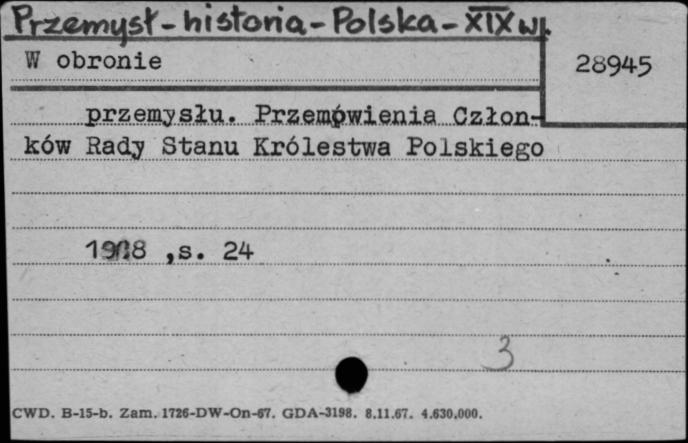 Przemysł - historia - Polska - XIX w.
W obronie
28945
przemysłu. Przemówienia Człon-
ków Rady Stanu Królestwa Polskiego
, s. 24
3
CWD. B-15-b. Zam. 1726-DW-On-67. GDA-3198. 8.11.67. 4.630,000.